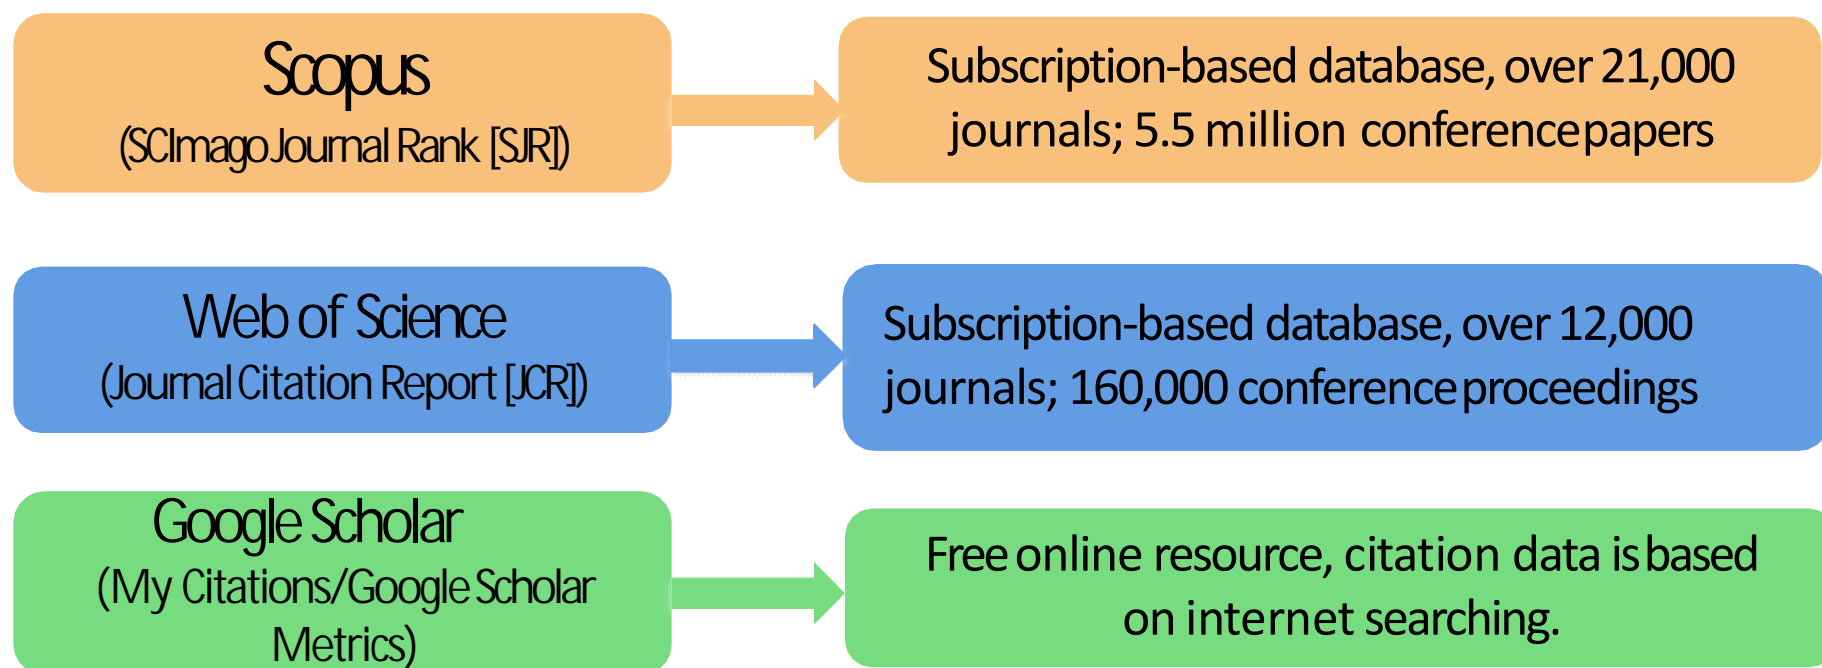 Scopus
(SCImago Journal Rank [SJR])
Subscription-based database, over 21,000
journals; 5.5 million conference papers
Web of Science
(Journal Citation Report [JCR])
Subscription-based database, over 12,000
journals; 160,000 conference proceedings
Google Scholar
(My Citations/Google Scholar
Metrics)
Free online resource, citation data is based
on internet searching.